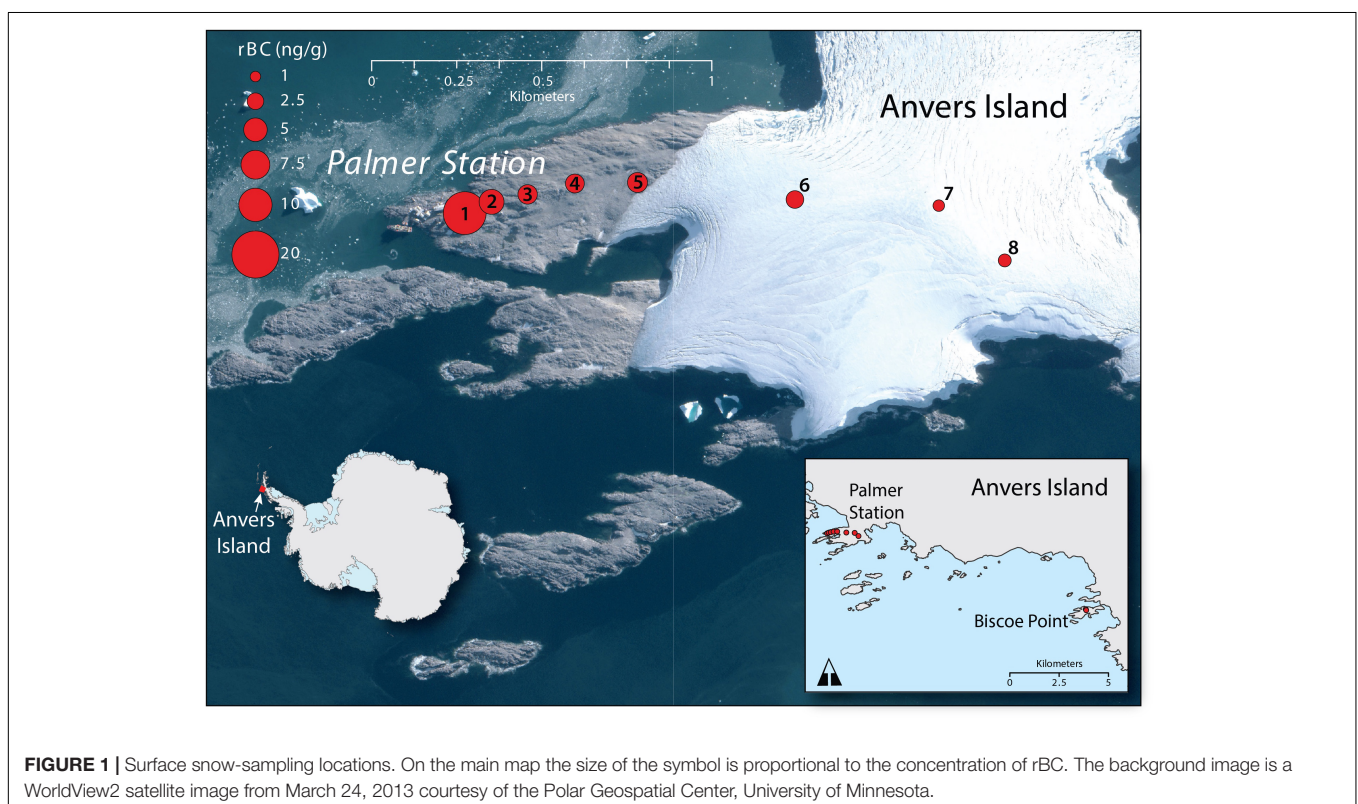 rBC (ng/g)
1
2.5
5
7.5
10
20
0 0.25 0.5 1
Kilometers
Anvers Island
Palmer Station
1 2 3 4 5 6 7 8
Anvers
Island
Palmer
Station
Anvers Island
Biscoe Point
Kilometers
0 2.5 5
FIGURE 1 | Surface snow-sampling locations. On the main map the size of the symbol is proportional to the concentration of rBC. The background image is a
WorldView2 satellite image from March 24, 2013 courtesy of the Polar Geospatial Center, University of Minnesota.